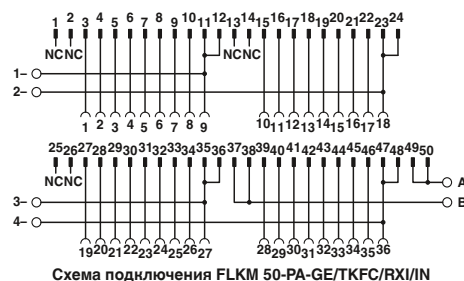 1 2 3 4 5 6 7 8 9 10 11 12 13 14 15 16 17 18 19 20 21 22 23 24
NC NC NC NC
1–
2–
1 2 3 4 5 6 7 8 9 10 11 12 13 14 15 16 17 18
25 26 27 28 29 30 31 32 33 34 35 36 37 38 39 40 41 42 43 44 45 46 47 48 49 50
NC NC
A
3– B
4–
19 20 21 22 23 24 25 26 27 28 29 30 31 32 33 34 35 36
Схема подключения FLKM 50-PA-GE/TKFC/RXI/IN